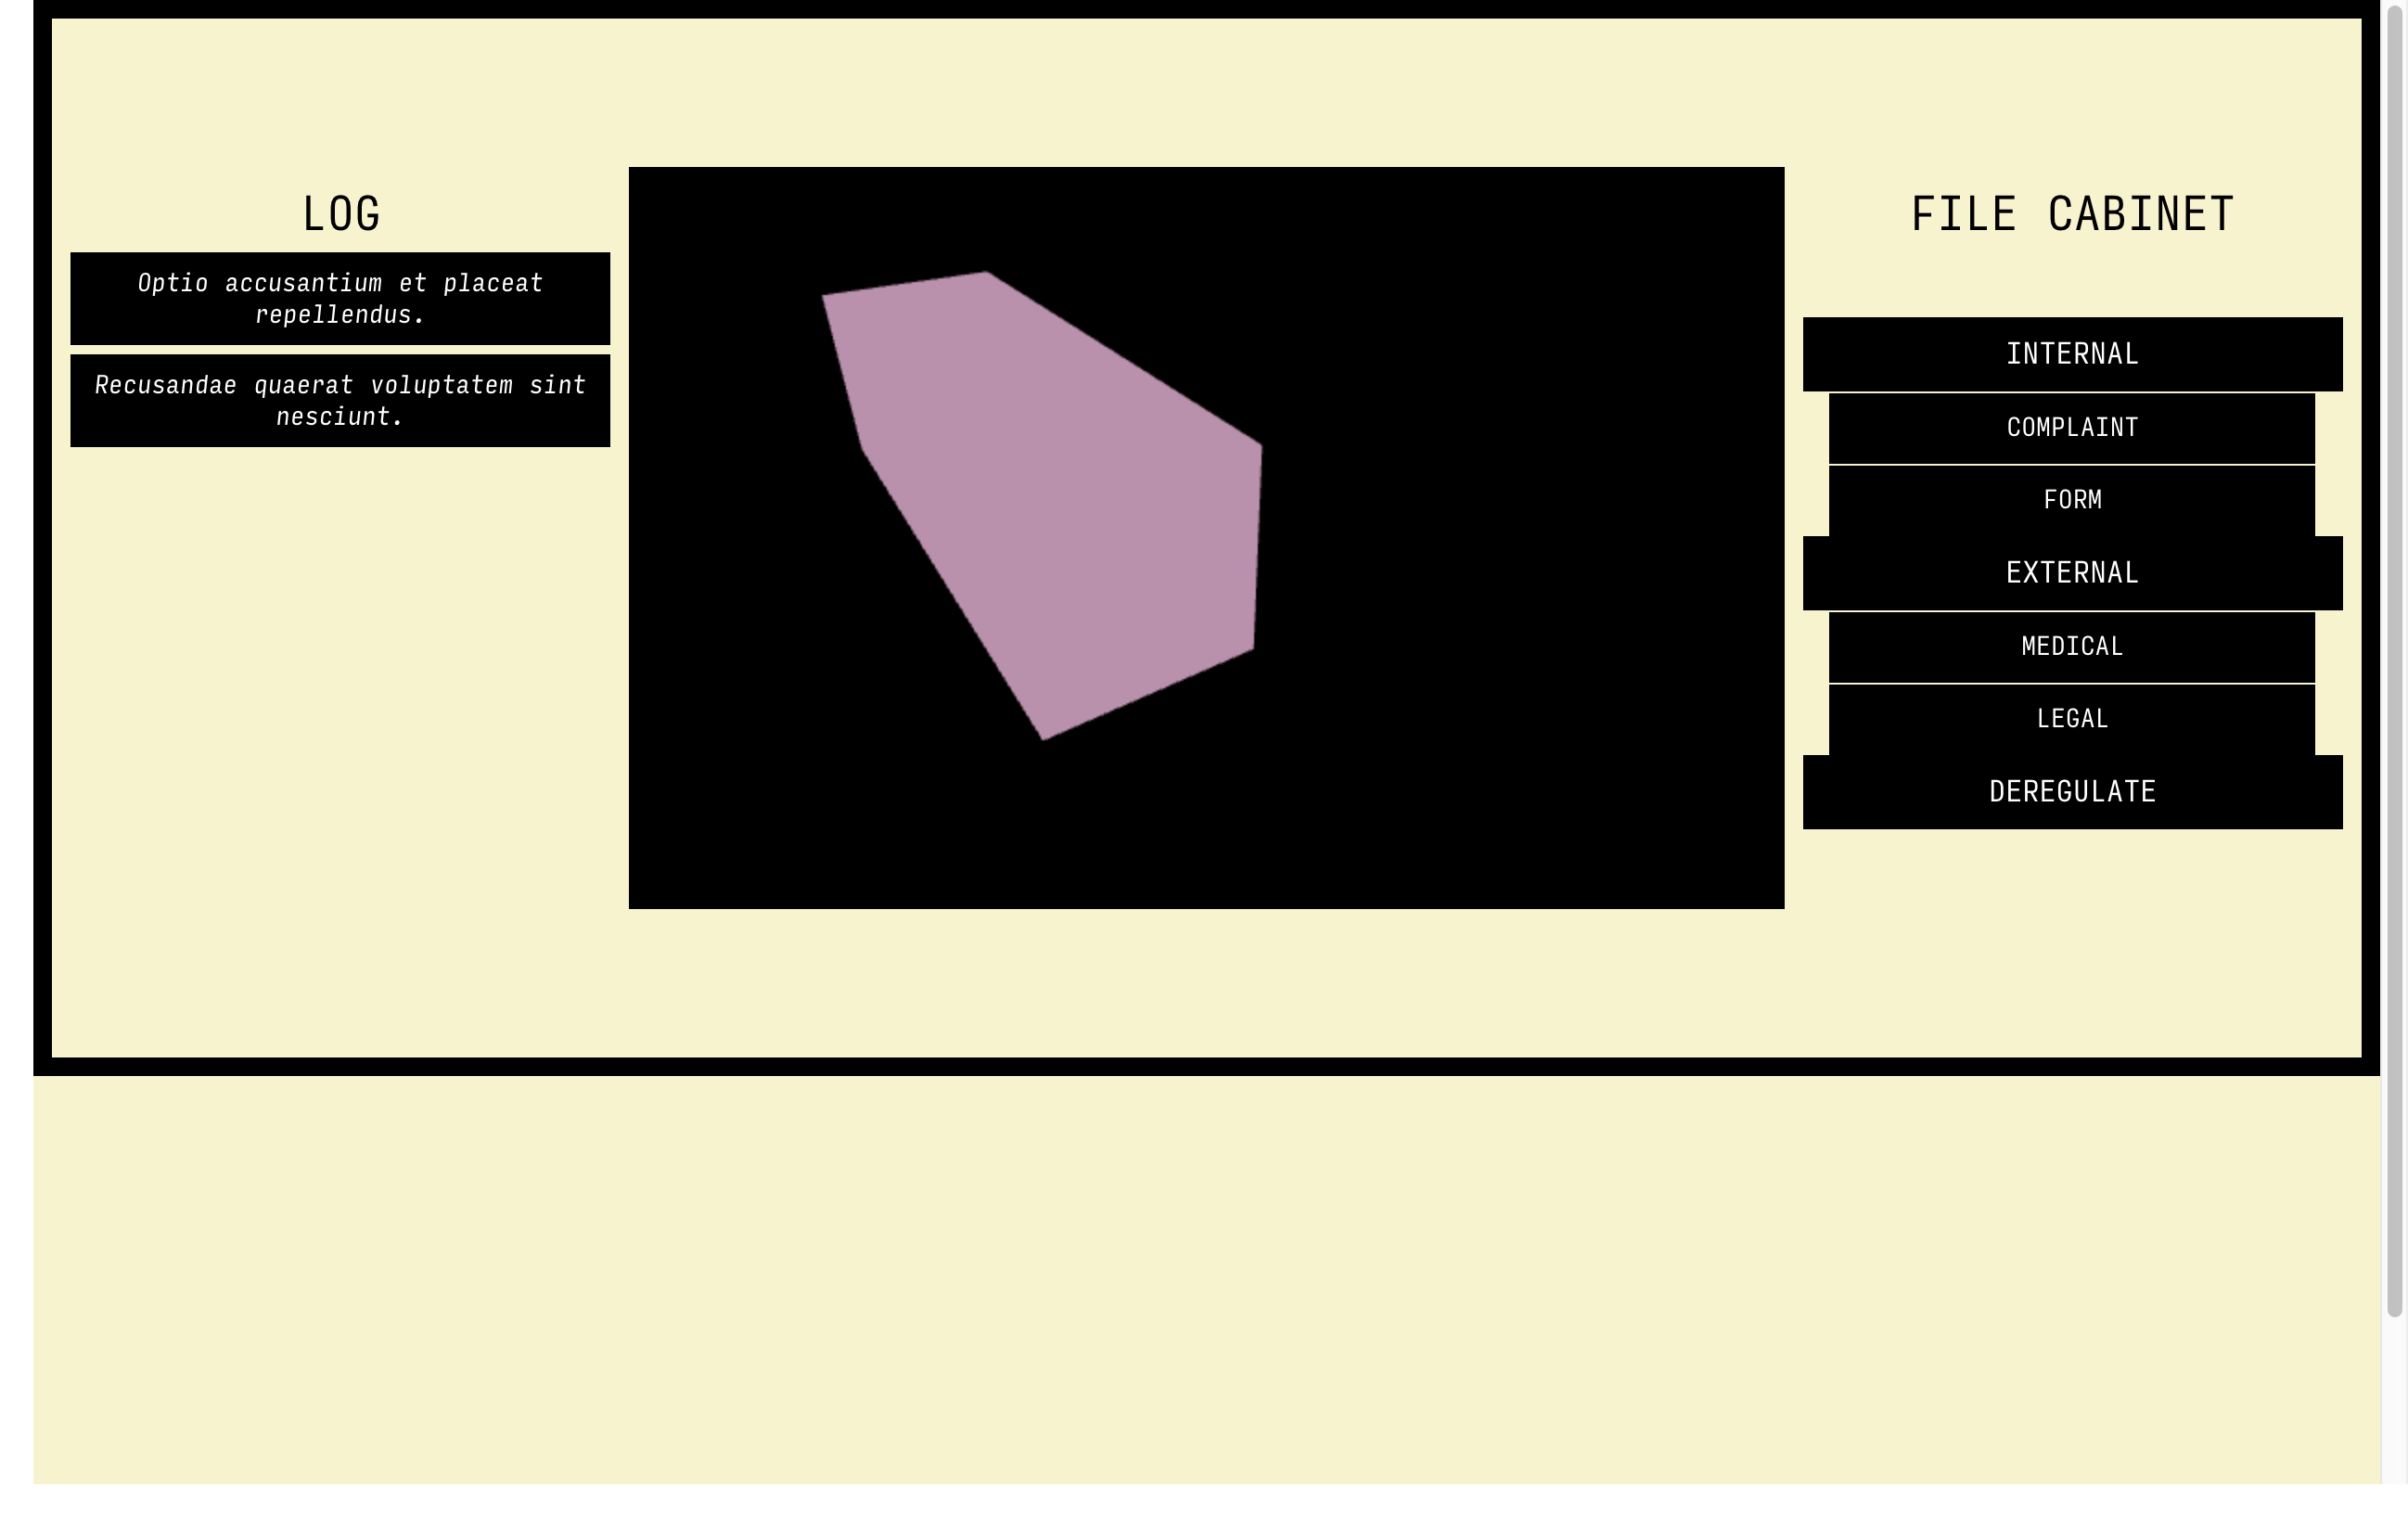 LOG
Optio accusantium et placeat
repellendus.
Recusandae quaerat voluptatem sint
nesciunt.
FILE CABINET
INTERNAL
COMPLAINT
FORM
EXTERNAL
MEDICAL
LEGAL
DEREGULATE